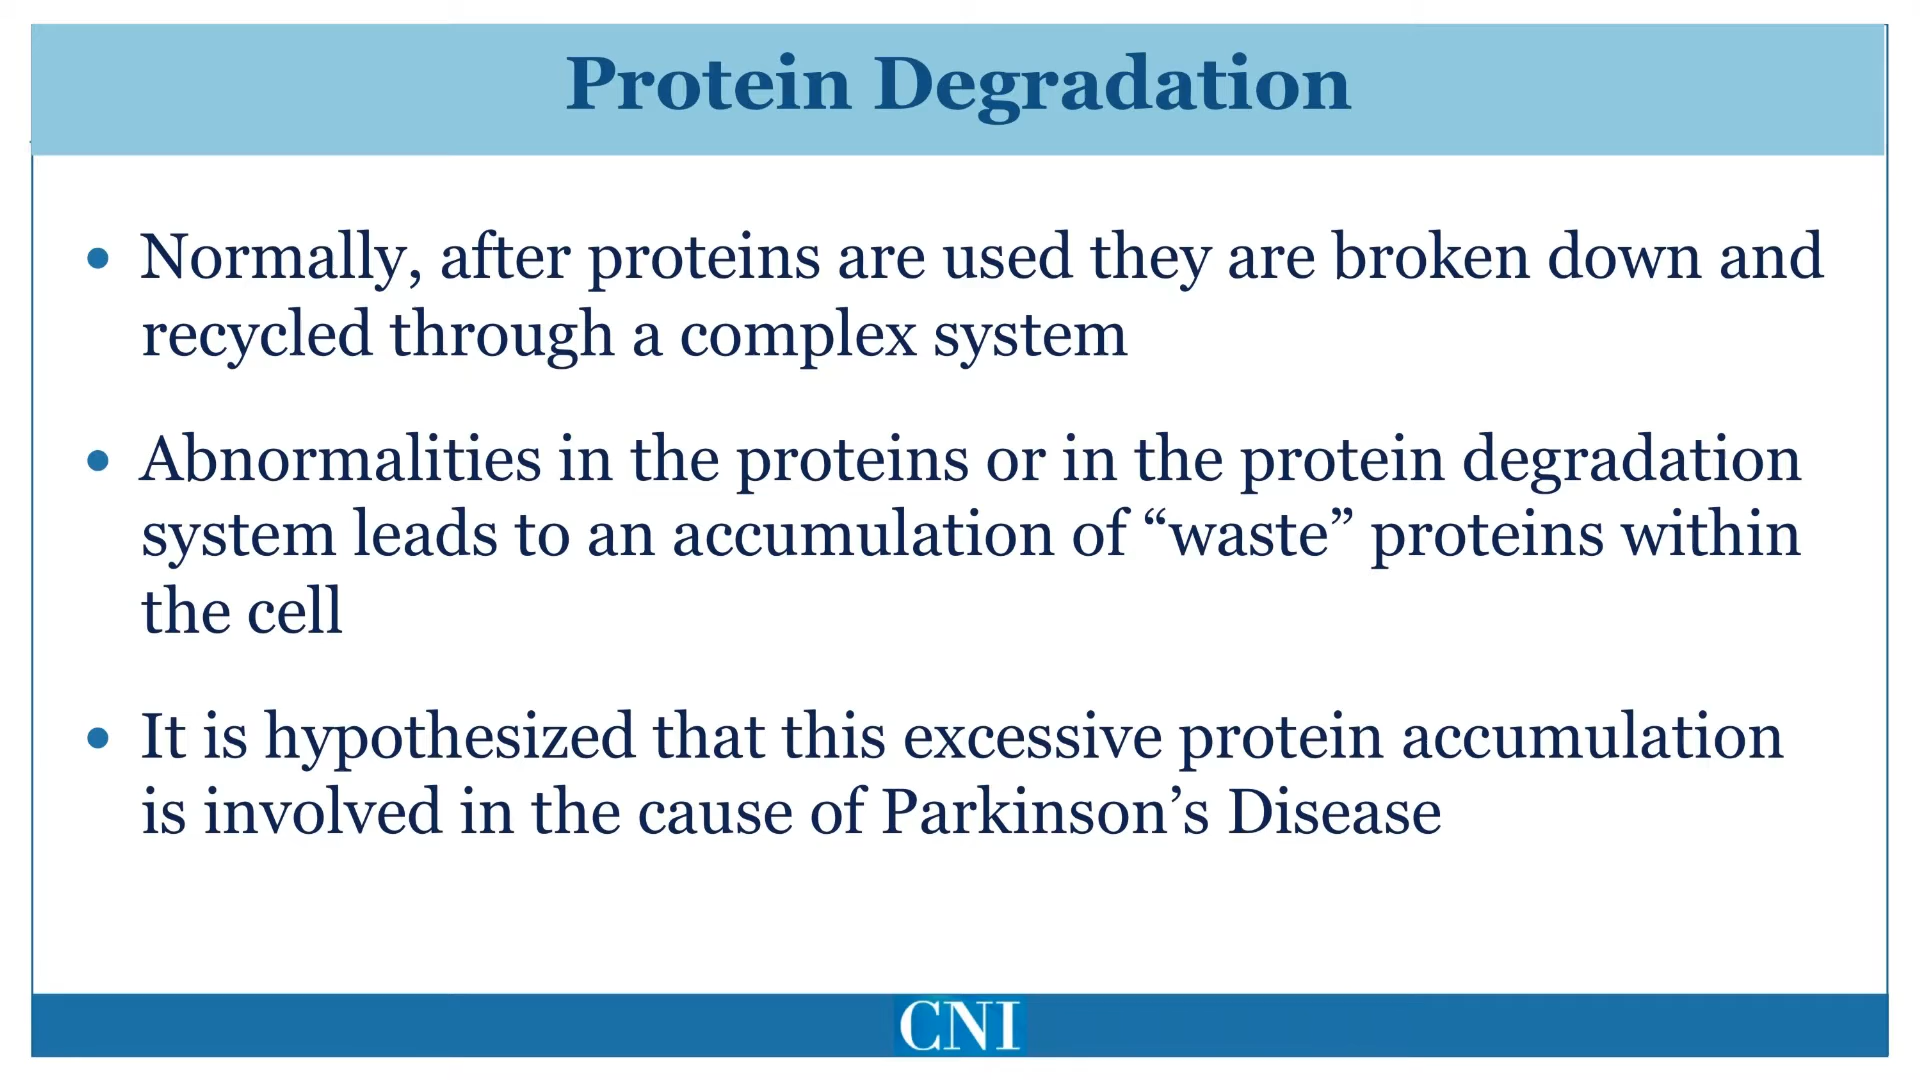 Protein Degradation
• Normally, after proteins are used they are broken down and
recycled through a complex system
• Abnormalities in the proteins or in the protein degradation
system leads to an accumulation of “waste” proteins within
the cell
• It is hypothesized that this excessive protein accumulation
is involved in the cause of Parkinson’s Disease
CNI